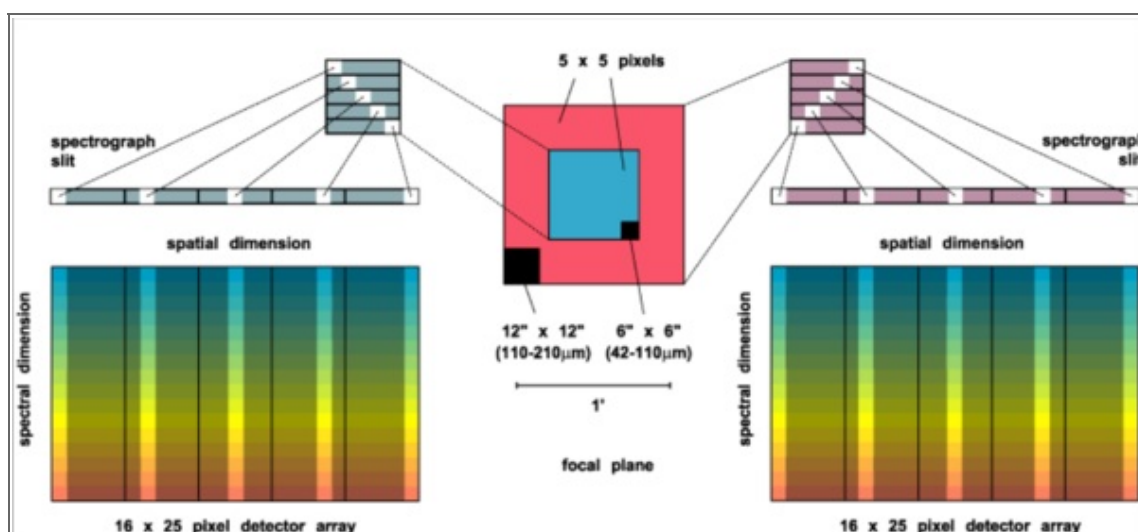 5 x 5 pixels
spectrograph
slit
spectrograph
slit
spatial dimension
spatial dimension
spectral dimension
12" x 12"
(110-210µm)
6" x 6"
(42-110µm)
spectral dimension
1'
focal plane
16 x 25 pixel detector array
16 x 25 pixel detector array